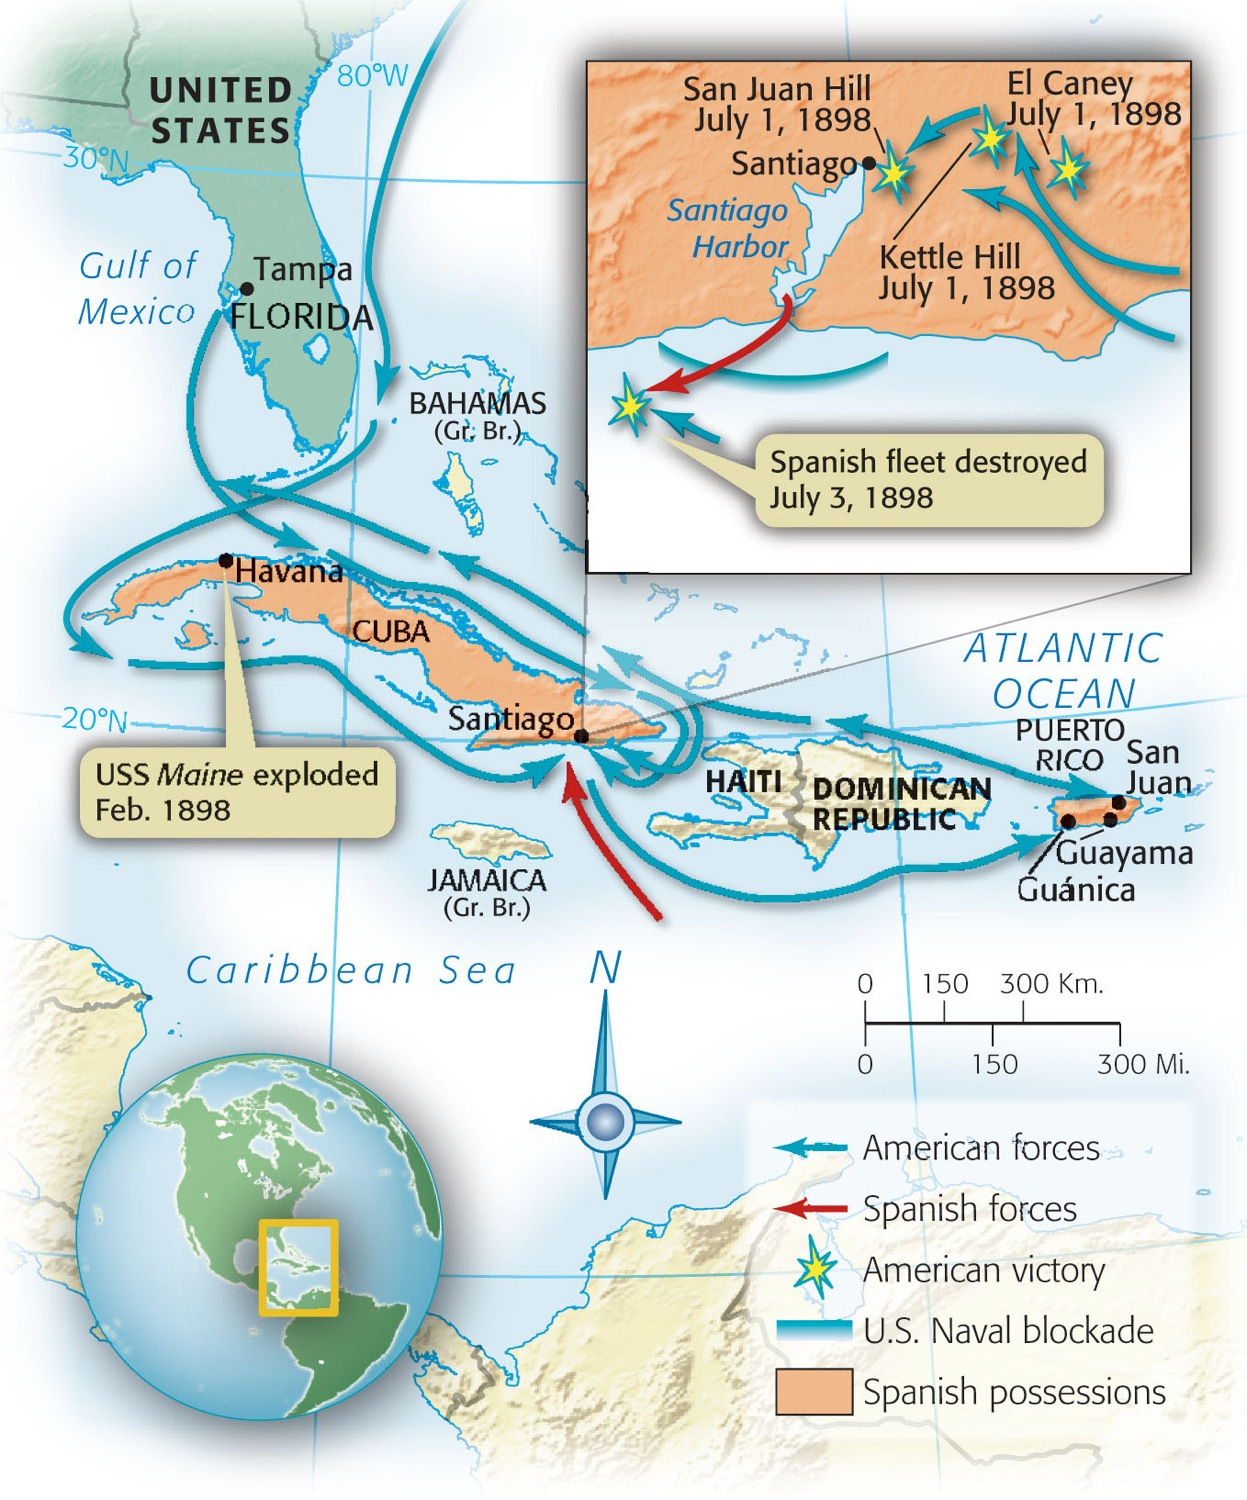 UNITED
STATES
80°W
30°N
Gulf of
Mexico
Tampa
FLORIDA
BAHAMAS
(Gr. Br.)
San Juan Hill
July 1, 1898
El Caney
July 1, 1898
Santiago
Santiago
Harbor
Kettle Hill
July 1, 1898
Spanish fleet destroyed
July 3, 1898
Havana
CUBA
ATLANTIC
OCEAN
20°N
Santiago
PUERTO
RICO
San
Juan
USS Maine exploded
Feb. 1898
HAITI
DOMINICAN
REPUBLIC
Guayama
Guánica
JAMAICA
(Gr. Br.)
Caribbean Sea
N
0 150 300 Km.
0 150 300 Mi.
American forces
Spanish forces
American victory
U.S. Naval blockade
Spanish possessions